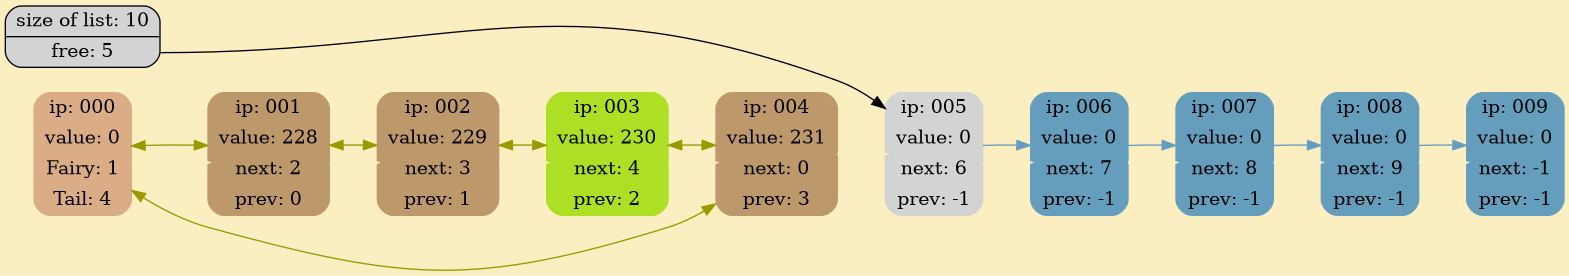 size of list: 10
free: 5
ip: 000
value: 0
Fairy: 1
Tail: 4
ip: 001
value: 228
next: 2
prev: 0
ip: 002
value: 229
next: 3
prev: 1
ip: 003
value: 230
next: 4
prev: 2
ip: 004
value: 231
next: 0
prev: 3
ip: 005
value: 0
next: 6
prev: -1
ip: 006
value: 0
next: 7
prev: -1
ip: 007
value: 0
next: 8
prev: -1
ip: 008
value: 0
next: 9
prev: -1
ip: 009
value: 0
next: -1
prev: -1